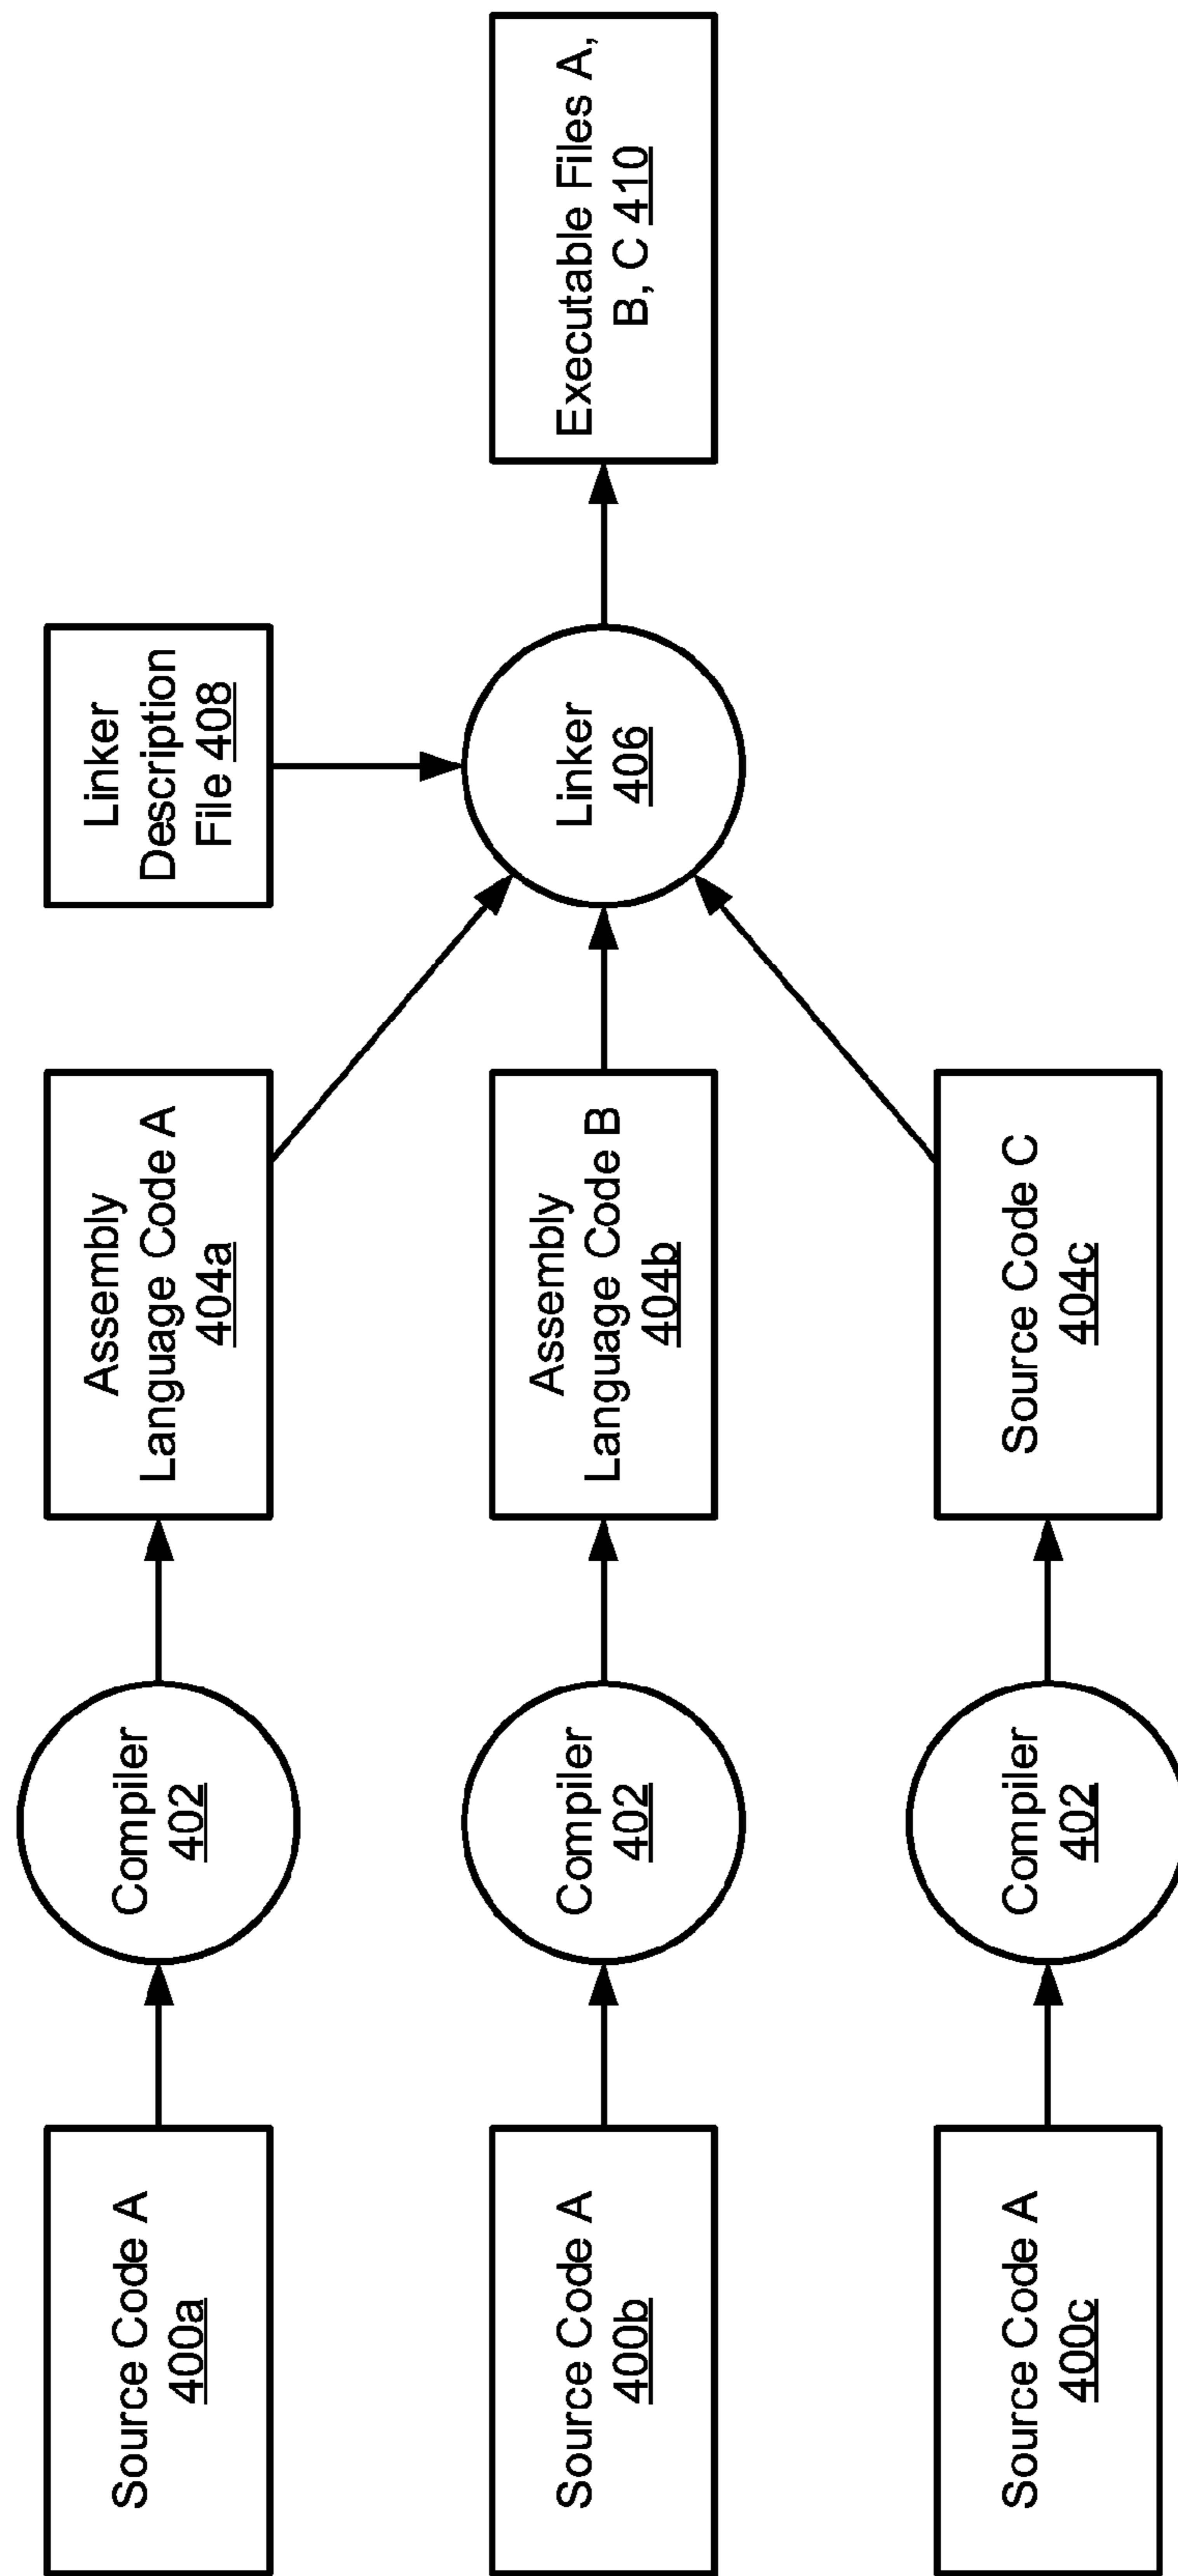 Source Code A
400a
Compiler
402
Assembly
Language Code A
404a
Linker
Description
File 408
Source Code A
400b
Compiler
402
Assembly
Language Code B
404b
Linker
406
Executable Files A,
B, C 410
Source Code A
400c
Compiler
402
Source Code C
404c